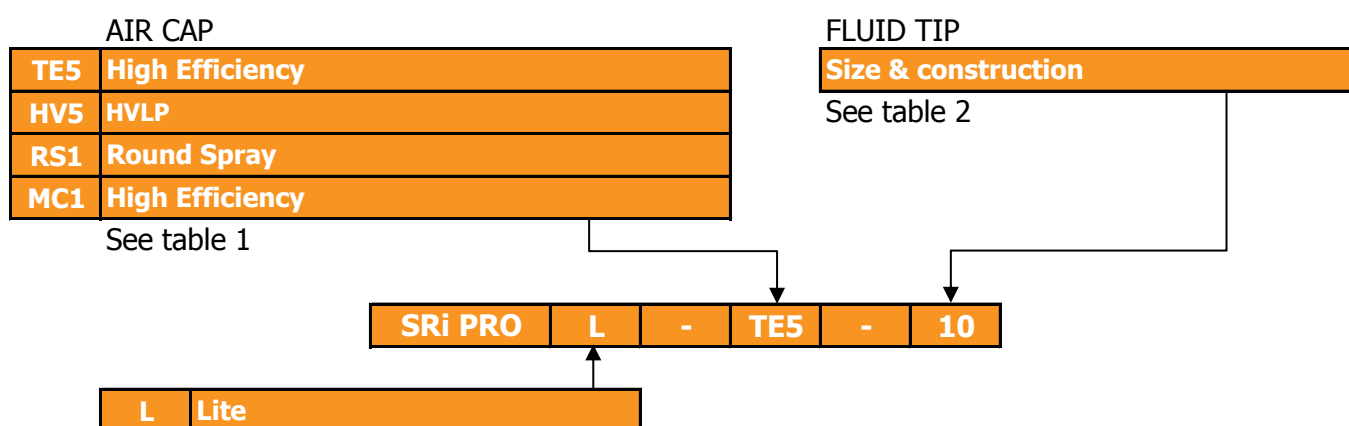 AIR CAP
TE5 High Efficiency
HV5 HVLP
RS1 Round Spray
MC1 High Efficiency
See table 1
FLUID TIP
Size & construction
See table 2
SRi PRO L - TE5 - 10
L Lite